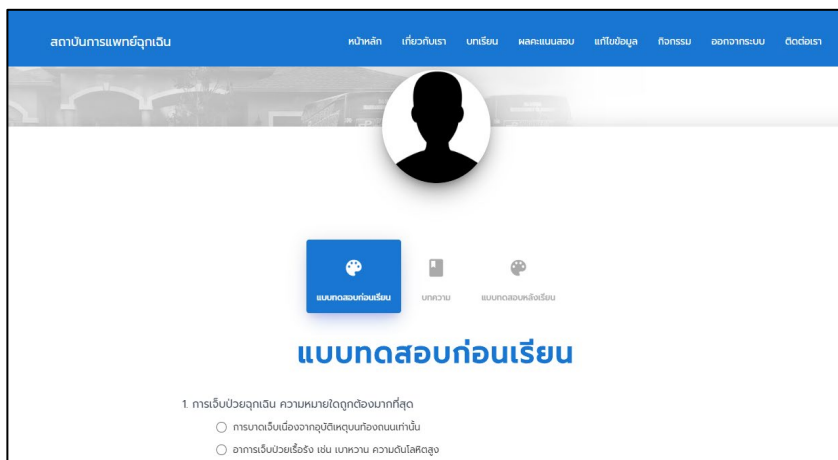 สถาบันการแพทย์ฉุกเฉิน
หน้าหลัก เกี่ยวกับเรา บทเรียน ผลคะแนนสอบ แก้ไขข้อมูล กิจกรรม ออกจากระบบ ติดต่อเรา
แบบทดสอบก่อนเรียน บทความ แบบทดสอบหลังเรียน
แบบทดสอบก่อนเรียน
1. การเจ็บป่วยฉุกเฉิน ความหมายใดถูกต้องมากที่สุด
การบาดเจ็บเนื่องจากอุบัติเหตุบนท้องถนนเท่านั้น
อาการเจ็บป่วยเรื้อรัง เช่น เบาหวาน ความดันโลหิตสูง